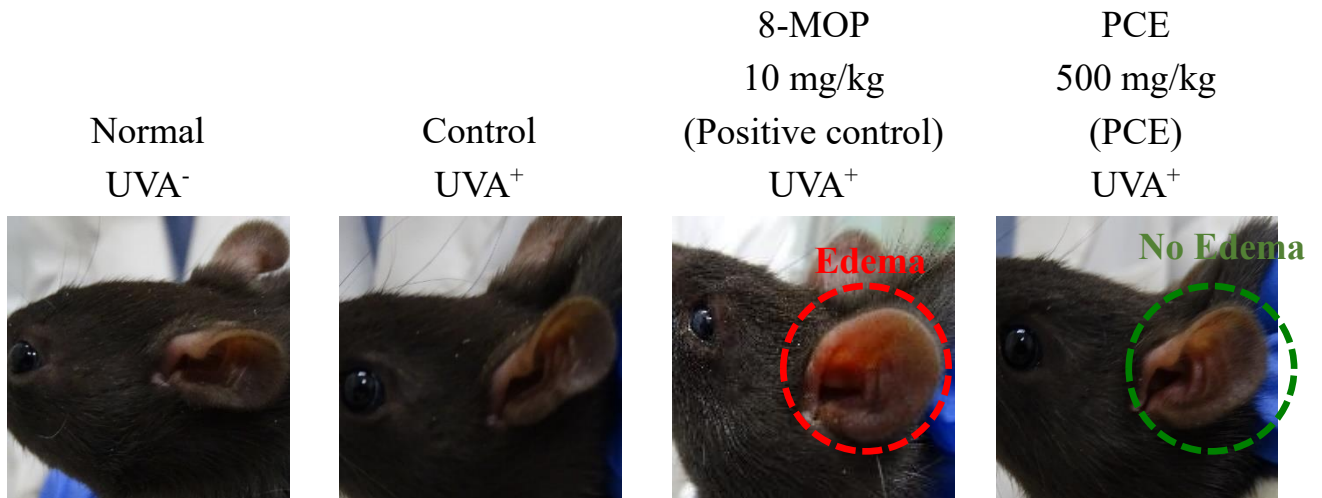 Normal
UVA⁻
Control
UVA⁺
8-MOP
10 mg/kg
(Positive control)
UVA⁺
PCE
500 mg/kg
(PCE)
UVA⁺
Edema
No Edema